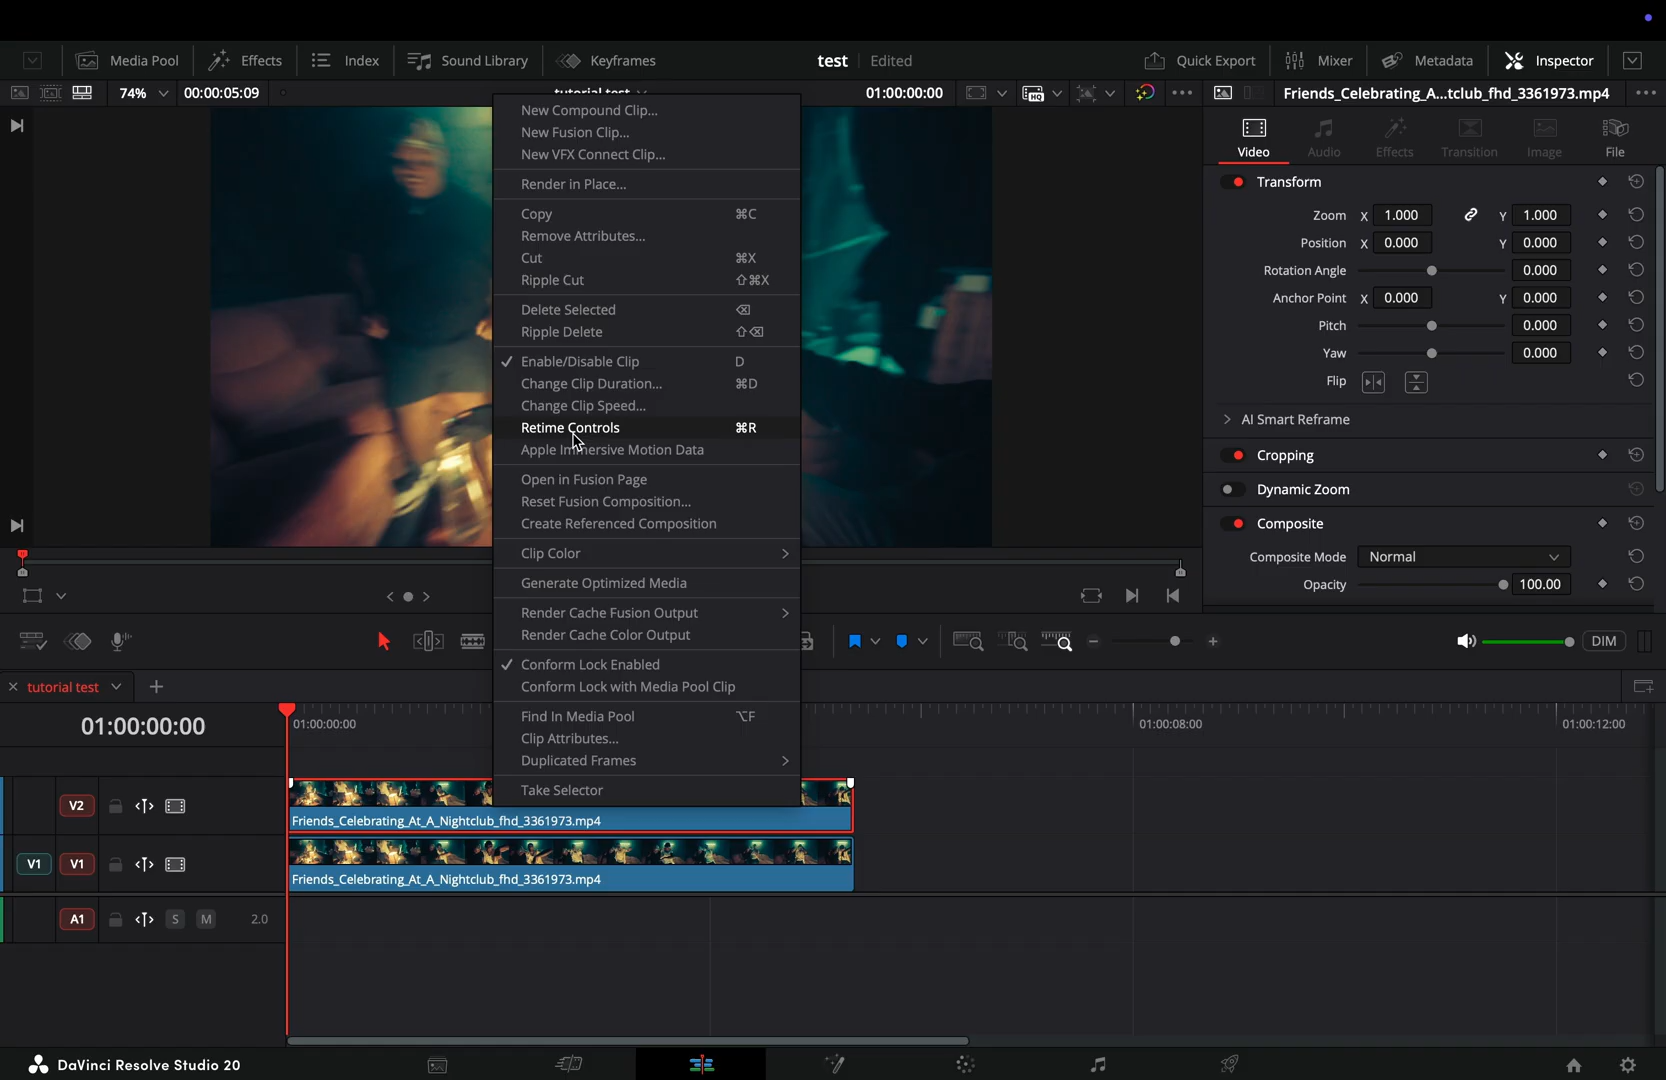 Media Pool
Effects
Index
Sound Library
Keyframes
test
Edited
Quick Export
Mixer
Metadata
Inspector
74%
00:00:05:09
tutorial test
01:00:00:00
HQ
Friends_Celebrating_A...tclub_fhd_3361973.mp4
New Compound Clip...
New Fusion Clip...
New VFX Connect Clip...
Render in Place...
Copy ⌘C
Remove Attributes...
Cut ⌘X
Ripple Cut ⇧⌘X
Delete Selected ⌫
Ripple Delete ⇧⌫
Enable/Disable Clip D
Change Clip Duration... ⌘D
Change Clip Speed...
Retime Controls ⌘R
Apple Immersive Motion Data
Open in Fusion Page
Reset Fusion Composition...
Create Referenced Composition
Clip Color
Generate Optimized Media
Render Cache Fusion Output
Render Cache Color Output
Conform Lock Enabled
Conform Lock with Media Pool Clip
Find In Media Pool ⌥F
Clip Attributes...
Duplicated Frames
Take Selector
Video
Audio
Effects
Transition
Image
File
Transform
Zoom X 1.000 Y 1.000
Position X 0.000 Y 0.000
Rotation Angle 0.000
Anchor Point X 0.000 Y 0.000
Pitch 0.000
Yaw 0.000
Flip
AI Smart Reframe
Cropping
Dynamic Zoom
Composite
Composite Mode Normal
Opacity 100.00
DIM
tutorial test
01:00:00:00
01:00:00:00
01:00:08:00
01:00:12:00
V2
Friends_Celebrating_At_A_Nightclub_fhd_3361973.mp4
V1 V1
Friends_Celebrating_At_A_Nightclub_fhd_3361973.mp4
A1 S M 2.0
DaVinci Resolve Studio 20